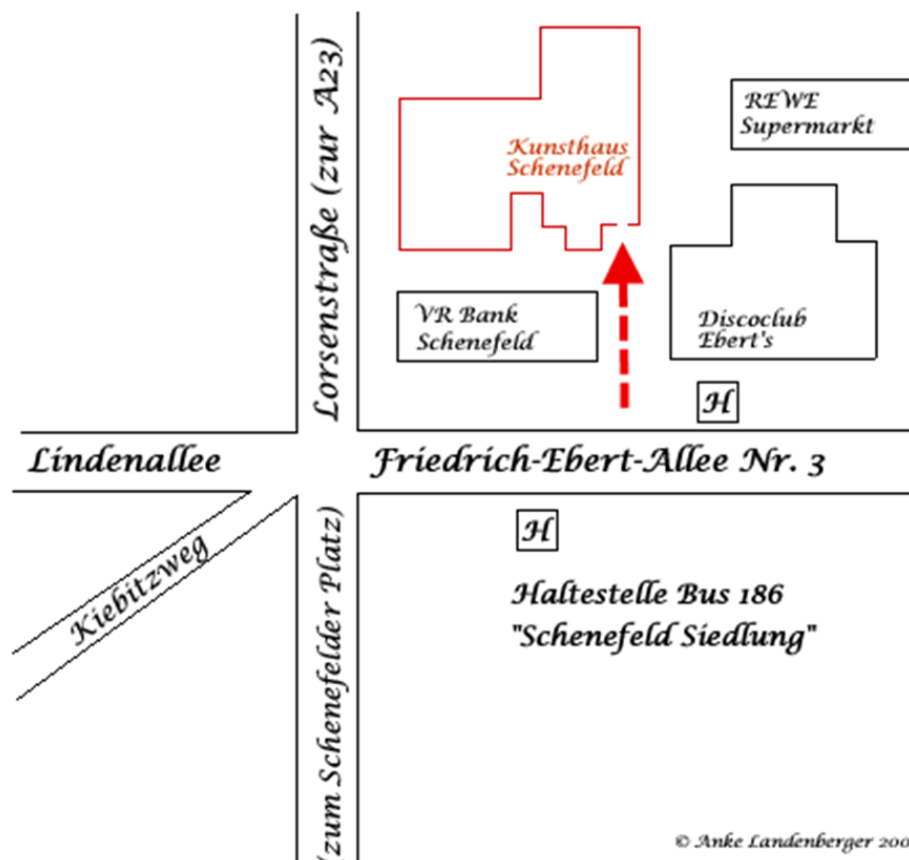 Lorsenstraße (zur A23)
REWE
Supermarkt
Kunsthaus
Schenefeld
VR Bank
Schenefeld
Discoclub
Ebert's
H
Lindenallee
Friedrich-Ebert-Allee Nr. 3
Kiebitzweg
H
(zum Schenefelder Platz)
Haltestelle Bus 186
"Schenefeld Siedlung"
© Anke Landenberger